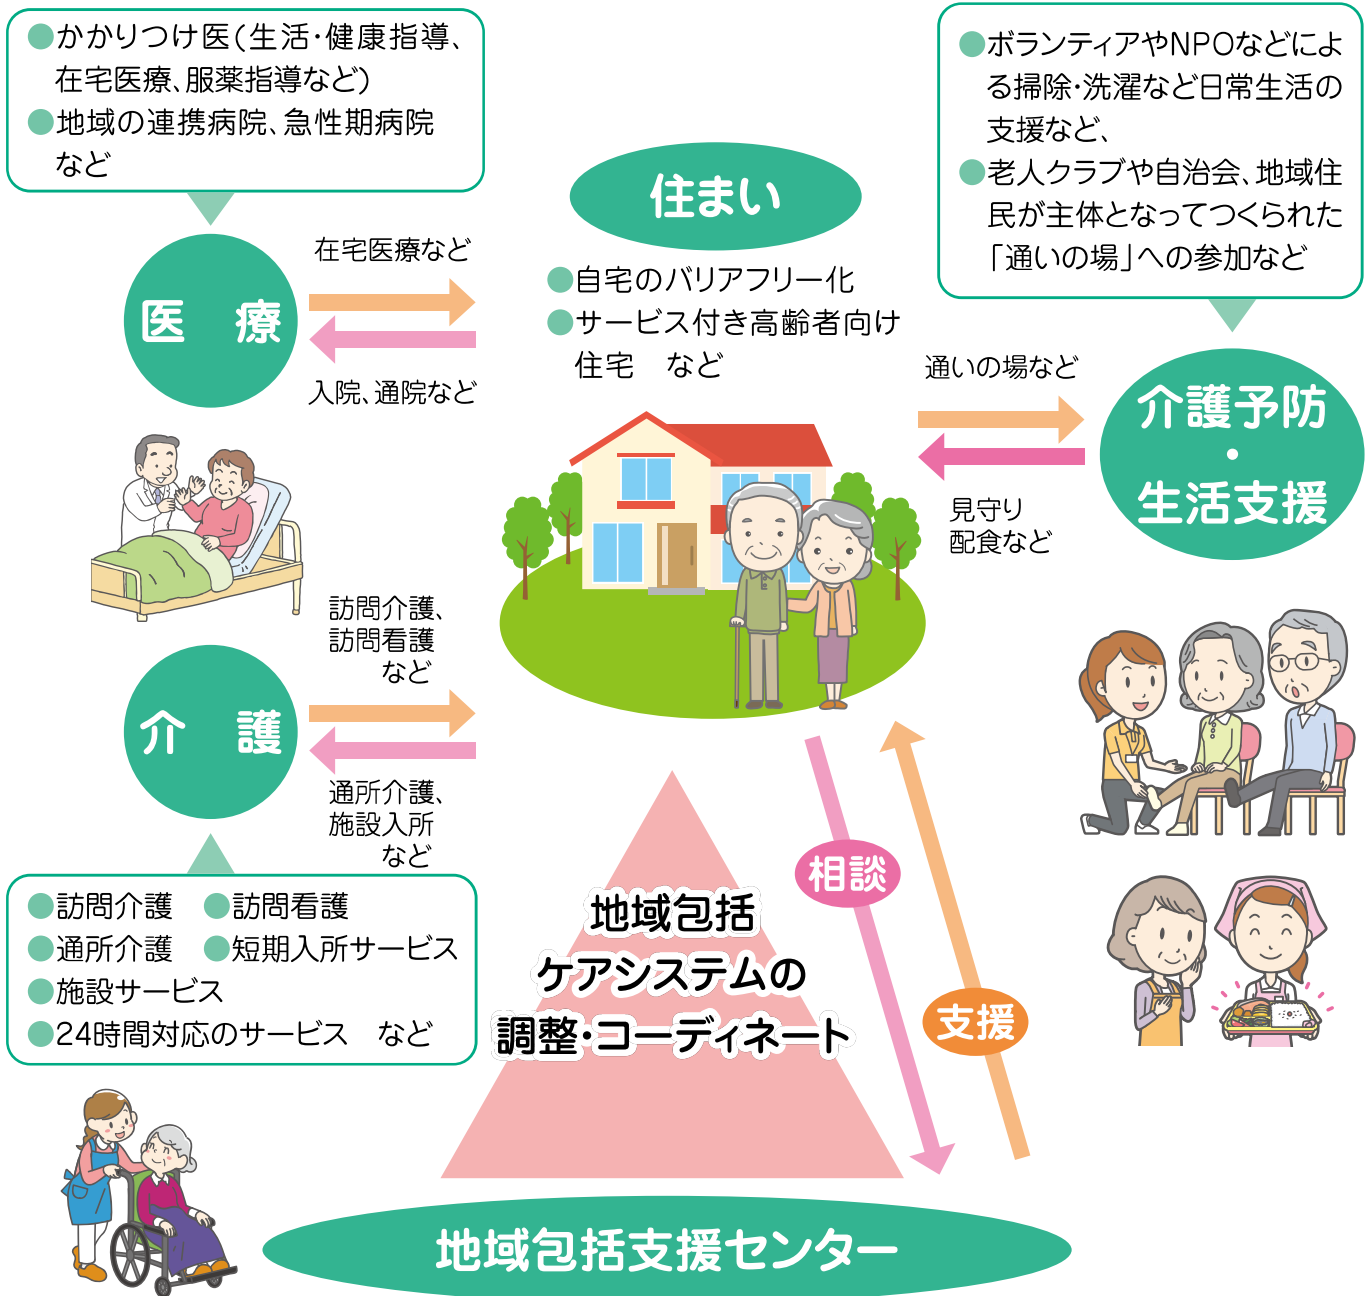 ●かかりつけ医(生活・健康指導、
在宅医療、服薬指導など)
●地域の連携病院、急性期病院
など
医　療
在宅医療など
入院、通院など
住まい
●自宅のバリアフリー化
●サービス付き高齢者向け
住宅　など
●ボランティアやNPOなどによ
る掃除・洗濯など日常生活の
支援など、
●老人クラブや自治会、地域住
民が主体となってつくられた
「通いの場」への参加など
通いの場など
見守り
配食など
介護予防
・
生活支援
訪問介護、
訪問看護
など
介　護
通所介護、
施設入所
など
●訪問介護　●訪問看護
●通所介護　●短期入所サービス
●施設サービス
●24時間対応のサービス　など
地域包括
ケアシステムの
調整・コーディネート
相談
支援
地域包括支援センター